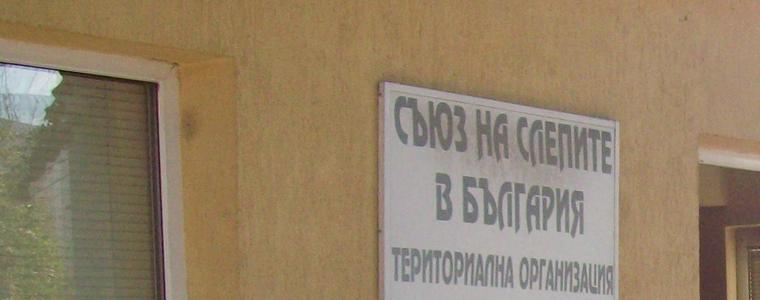 СЪЮЗ НА СЛЕПИТЕ
В БЪЛГАРИЯ
ТЕРИТОРИАЛНА ОРГАНИЗАЦИЯ